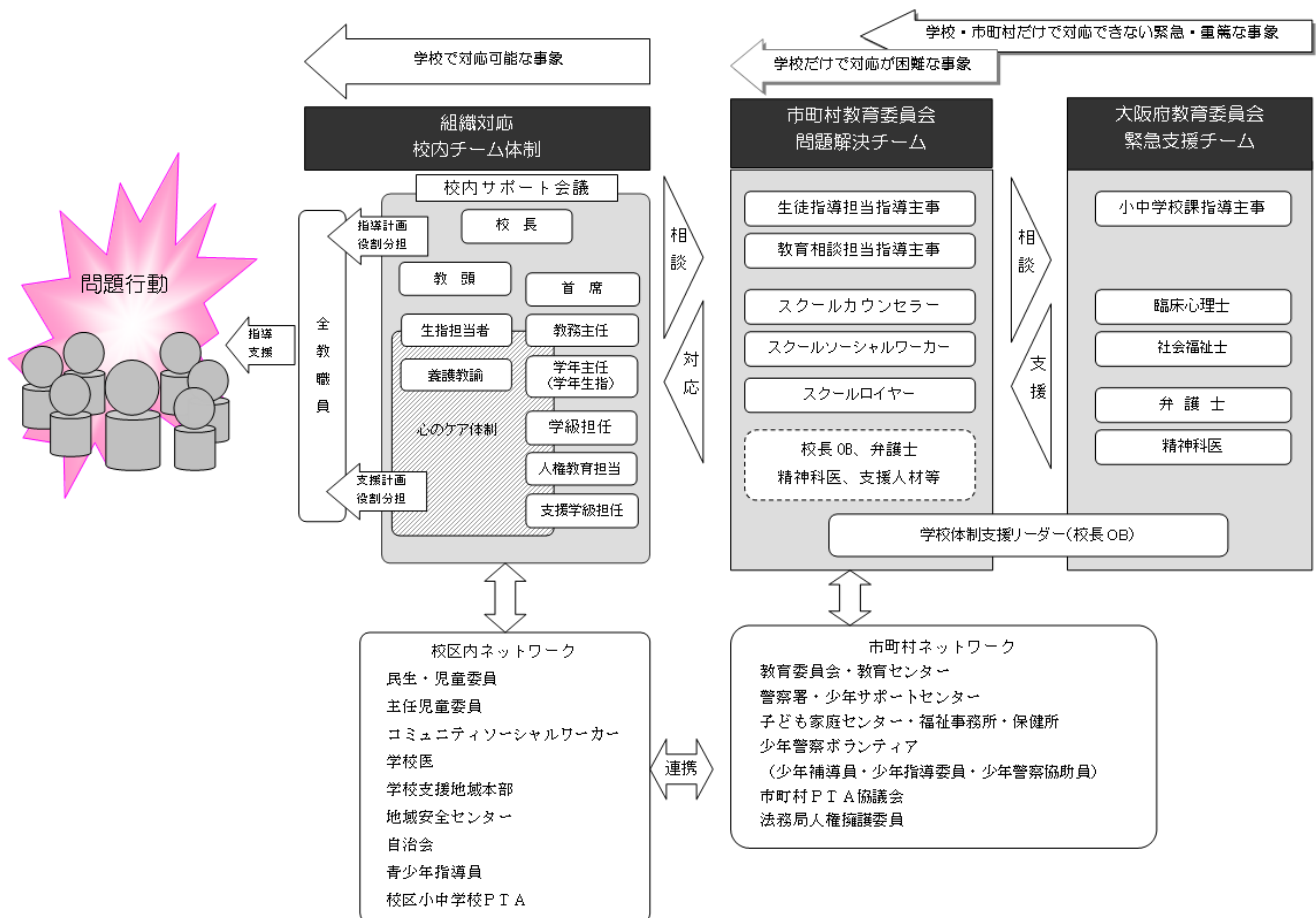 学校・市町村だけで対応できない緊急・重篤な事象
学校で対応可能な事象
学校だけで対応が困難な事象
組織対応
校内チーム体制
市町村教育委員会
問題解決チーム
大阪府教育委員会
緊急支援チーム
問題行動
指導
支援
全教職員
校内サポート会議
指導計画
役割分担
校 長
教 頭
首 席
生指担当者
教務主任
養護教諭
学年主任
(学年生指)
心のケア体制
学級担任
人権教育担当
支援計画
役割分担
支援学級担任
相談
対応
生徒指導担当指導主事
教育相談担当指導主事
スクールカウンセラー
スクールソーシャルワーカー
スクールロイヤー
校長OB、弁護士
精神科医、支援人材等
相談
支援
小中学校課指導主事
臨床心理士
社会福祉士
弁 護 士
精神科医
学校体制支援リーダー(校長OB)
校区内ネットワーク
民生・児童委員
主任児童委員
コミュニティソーシャルワーカー
学校医
学校支援地域本部
地域安全センター
自治会
青少年指導員
校区小中学校PTA
連携
市町村ネットワーク
教育委員会・教育センター
警察署・少年サポートセンター
子ども家庭センター・福祉事務所・保健所
少年警察ボランティア
（少年補導員・少年指導委員・少年警察協助員）
市町村PTA協議会
法務局人権擁護委員